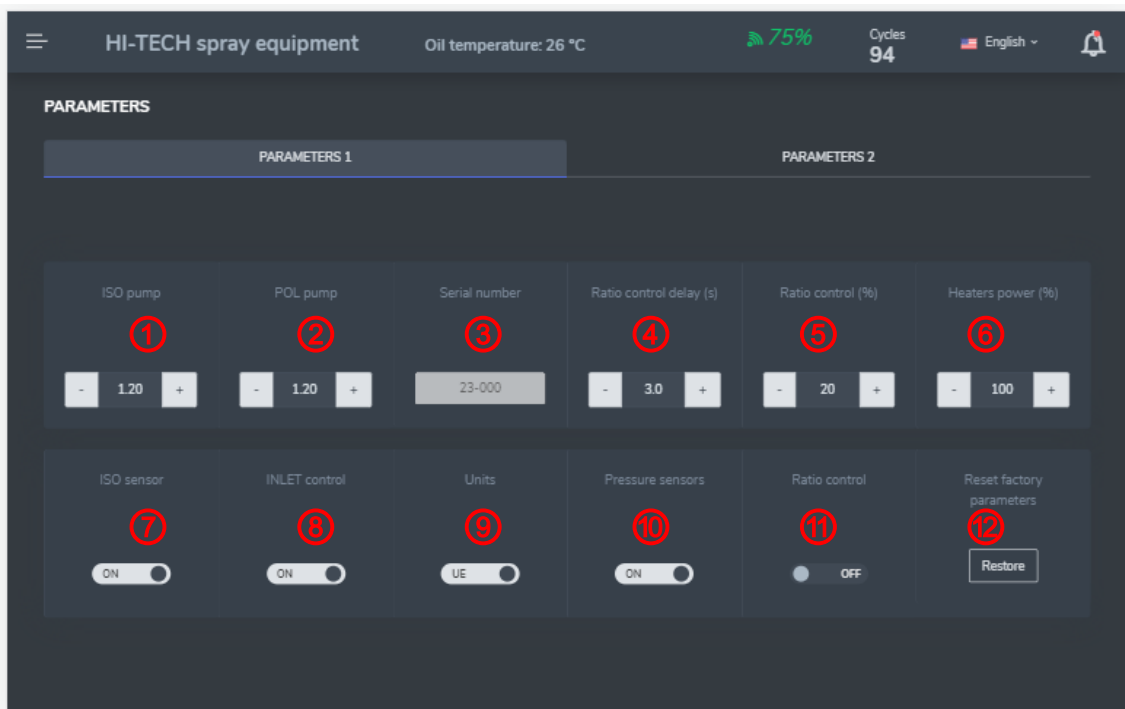 HI-TECH spray equipment Oil temperature: 26 °C 75% Cycles 94 English
PARAMETERS
PARAMETERS 1 PARAMETERS 2
ISO pump POL pump Serial number Ratio control delay (s) Ratio control (%) Heaters power (%)
① ② ③ ④ ⑤ ⑥
- 1.20 + - 1.20 + 23-000 - 3.0 + - 20 + - 100 +
ISO sensor INLET control Units Pressure sensors Ratio control Reset factory parameters
⑦ ⑧ ⑨ ⑩ ⑪ ⑫
ON ON UE ON OFF Restore